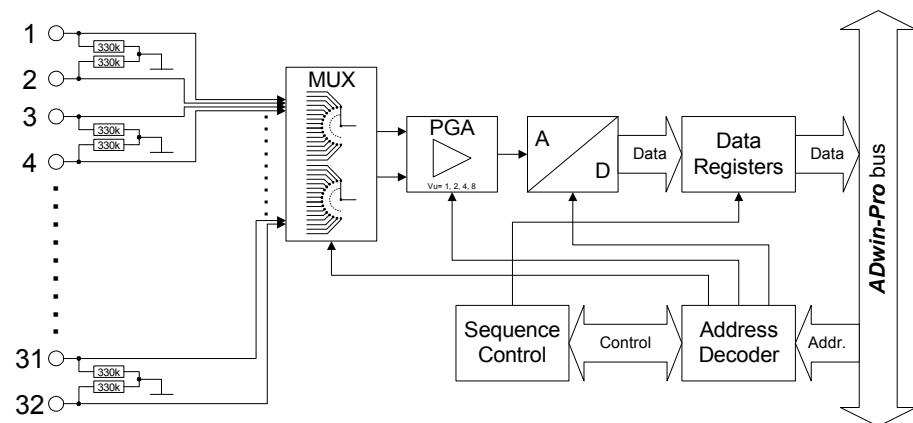 1
330k
330k
2
3
330k
330k
4
31
330k
330k
32
MUX
PGA
Vu= 1, 2, 4, 8
A
D
Data
Data
Registers
Data
Sequence
Control
Control
Address
Decoder
Addr.
ADwin-Pro bus